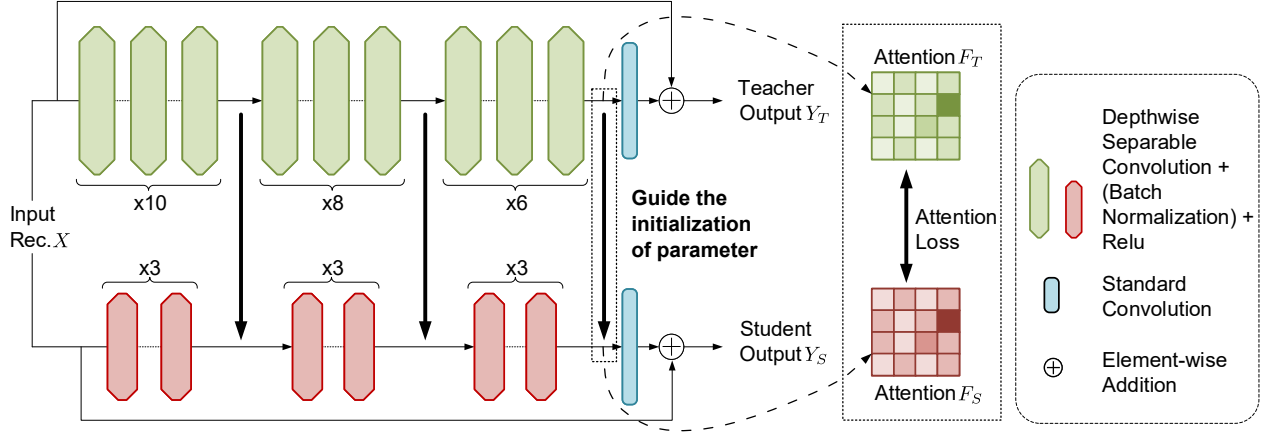 Input
Rec. X
x10
x8
x6
x3
x3
x3
Guide the
initialization
of parameter
Teacher
Output Y_T
Student
Output Y_S
Attention F_T
Attention
Loss
Attention F_S
Depthwise
Separable
Convolution +
(Batch
Normalization) +
Relu
Standard
Convolution
Element-wise
Addition